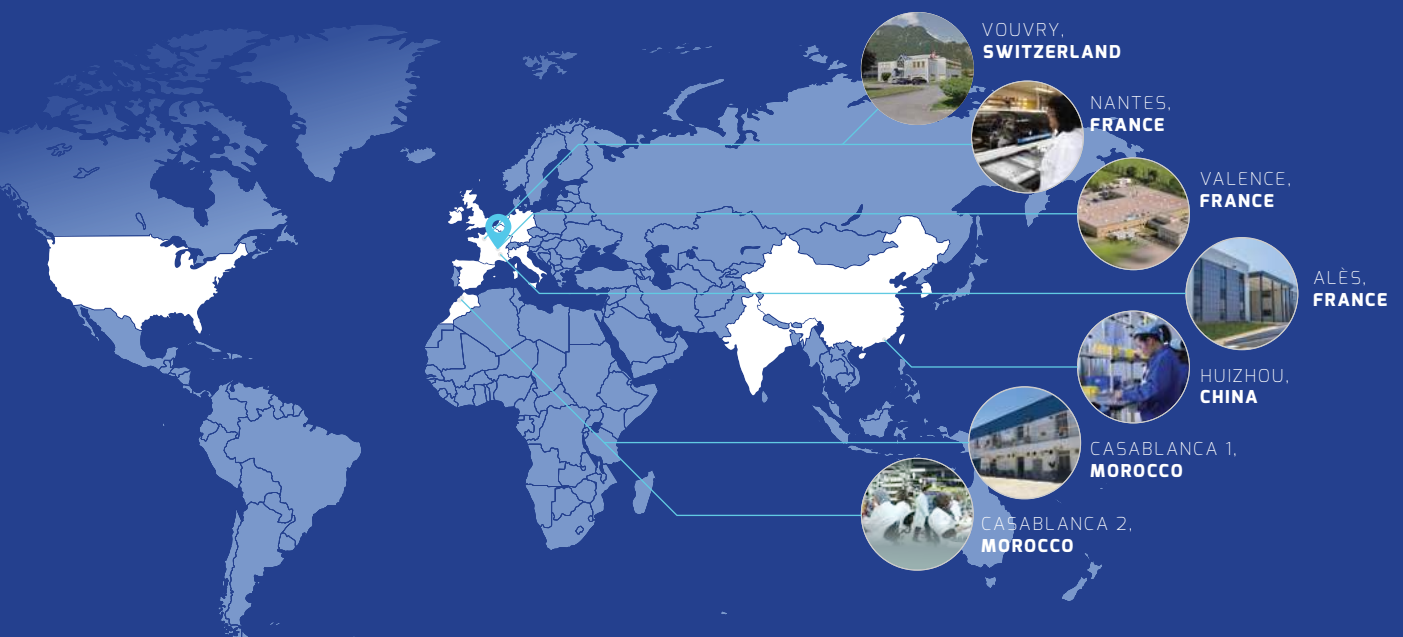 VOUVRY,
SWITZERLAND
NANTES,
FRANCE
VALENCE,
FRANCE
ALÈS,
FRANCE
HUIZHOU,
CHINA
CASABLANCA 1,
MOROCCO
CASABLANCA 2,
MOROCCO